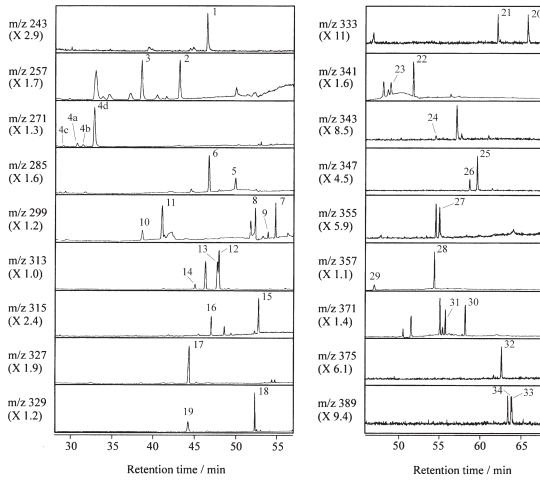 m/z 243
(X 2.9)
1
m/z 257
(X 1.7)
3
2
m/z 271
(X 1.3)
4c
4a
4b
4d
m/z 285
(X 1.6)
6
5
m/z 299
(X 1.2)
10
11
8
9
7
m/z 313
(X 1.0)
14
13
12
m/z 315
(X 2.4)
16
15
m/z 327
(X 1.9)
17
m/z 329
(X 1.2)
19
18
30
35
40
45
50
55
Retention time / min
m/z 333
(X 11)
21
20
m/z 341
(X 1.6)
23
22
m/z 343
(X 8.5)
24
m/z 347
(X 4.5)
26
25
m/z 355
(X 5.9)
27
m/z 357
(X 1.1)
29
28
m/z 371
(X 1.4)
31
30
m/z 375
(X 6.1)
32
m/z 389
(X 9.4)
34
33
50
55
60
65
Retention time / min